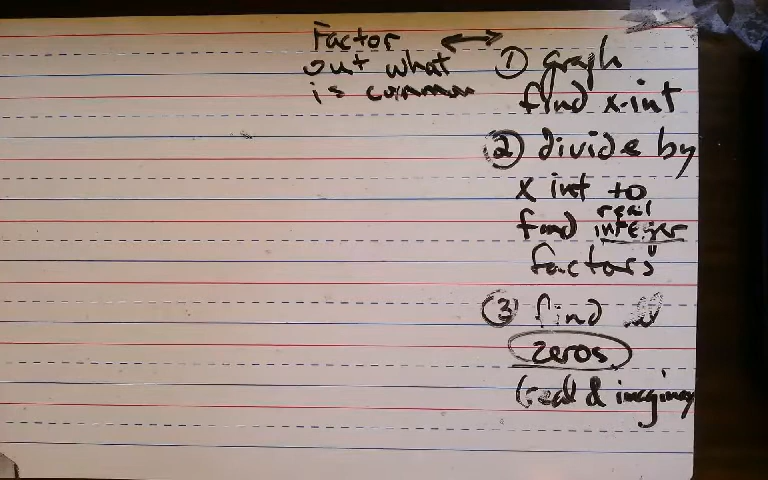 Factor
out what
is common
① graph
find x-int
② divide by
x int to
find real integer
factors
③ find all
zeros
(real & imaginary